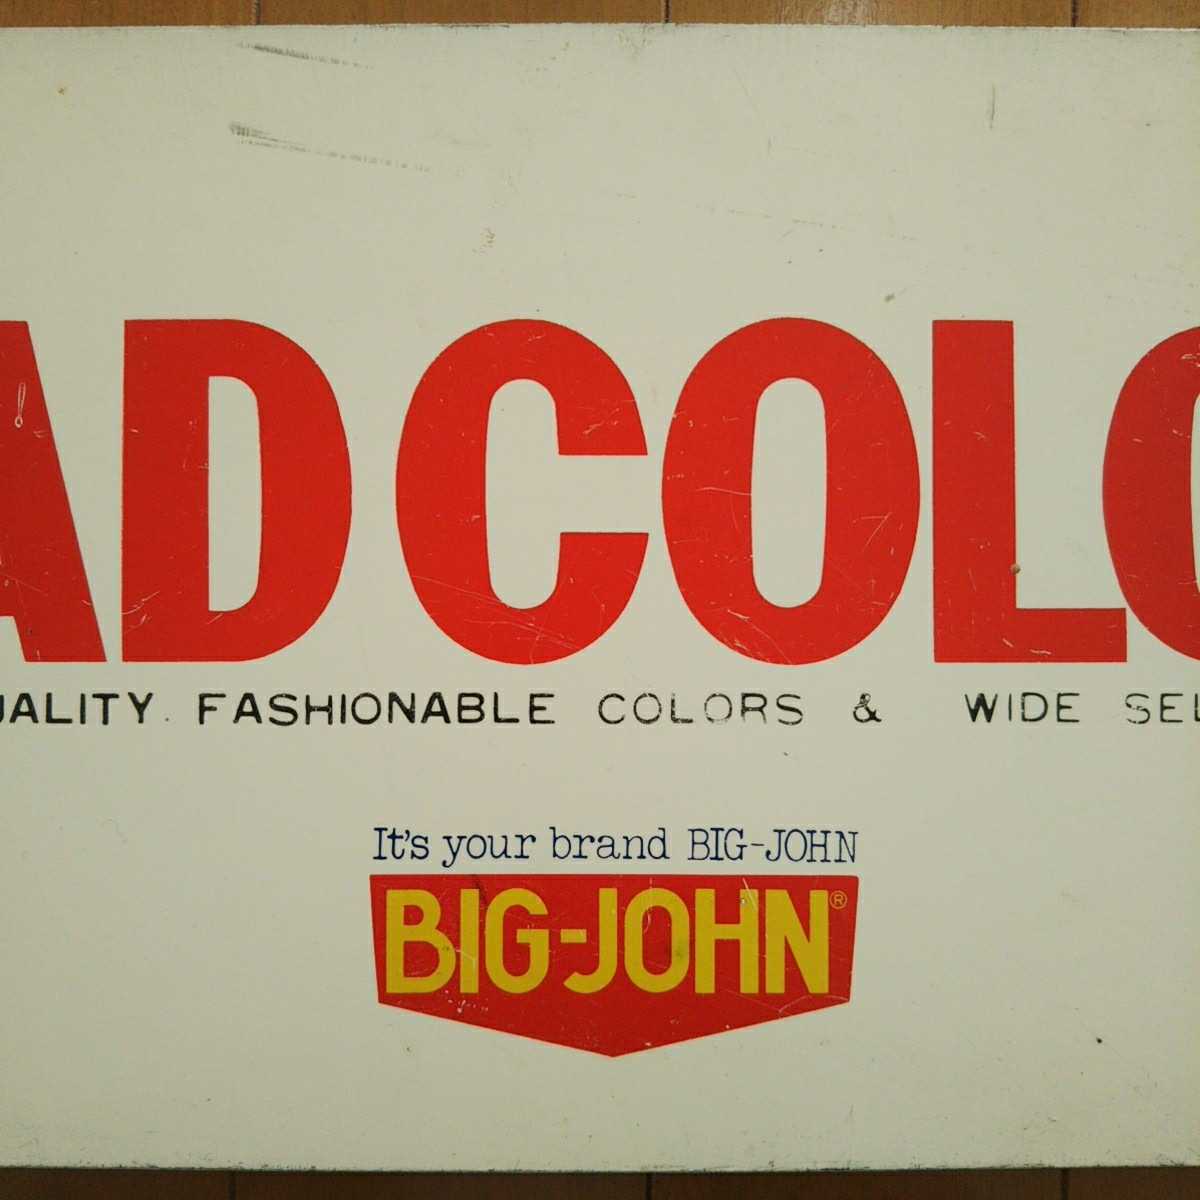 AD COLO
UALITY. FASHIONABLE COLORS & WIDE SEL
It's your brand BIG-JOHN
BIG-JOHN®